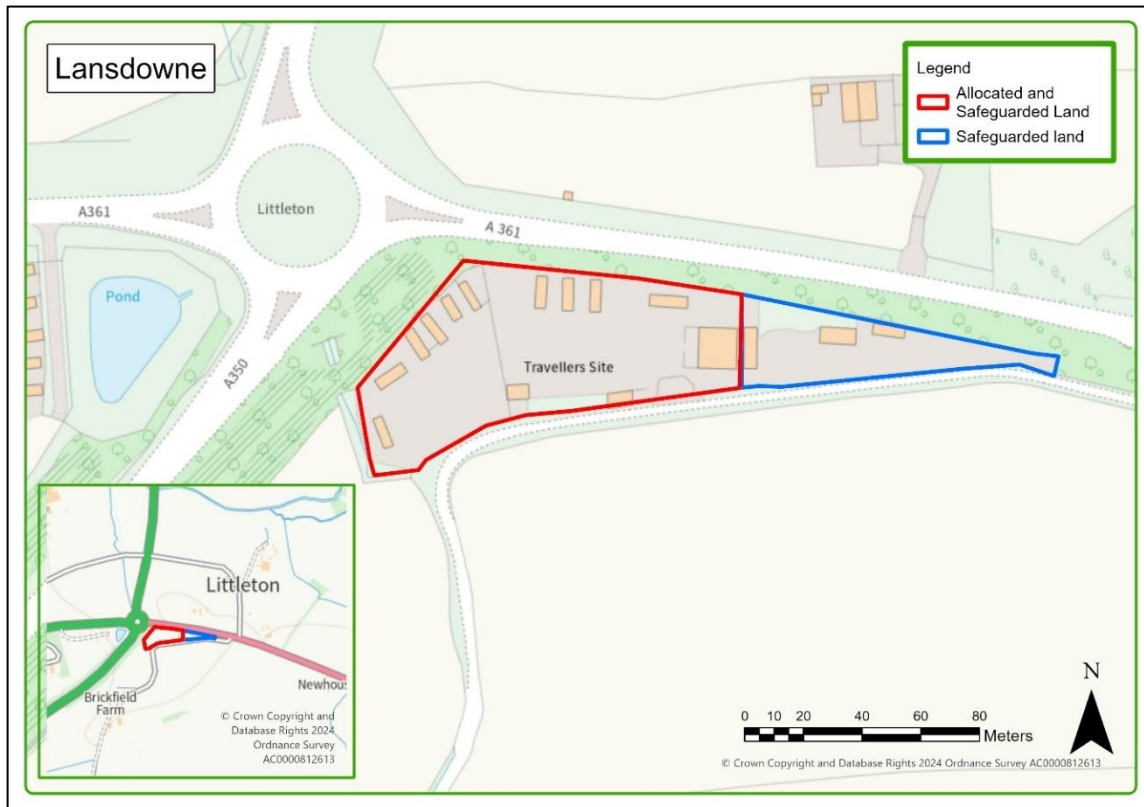 Lansdowne
Legend
Allocated and
Safeguarded Land
Safeguarded land
A361
Littleton
A 361
Pond
A350
Travellers Site
Littleton
Brickfield
Farm
Newhous
© Crown Copyright and
Database Rights 2024
Ordnance Survey
AC0000812613
N
0 10 20 40 60 80
Meters
© Crown Copyright and Database Rights 2024 Ordnance Survey AC0000812613